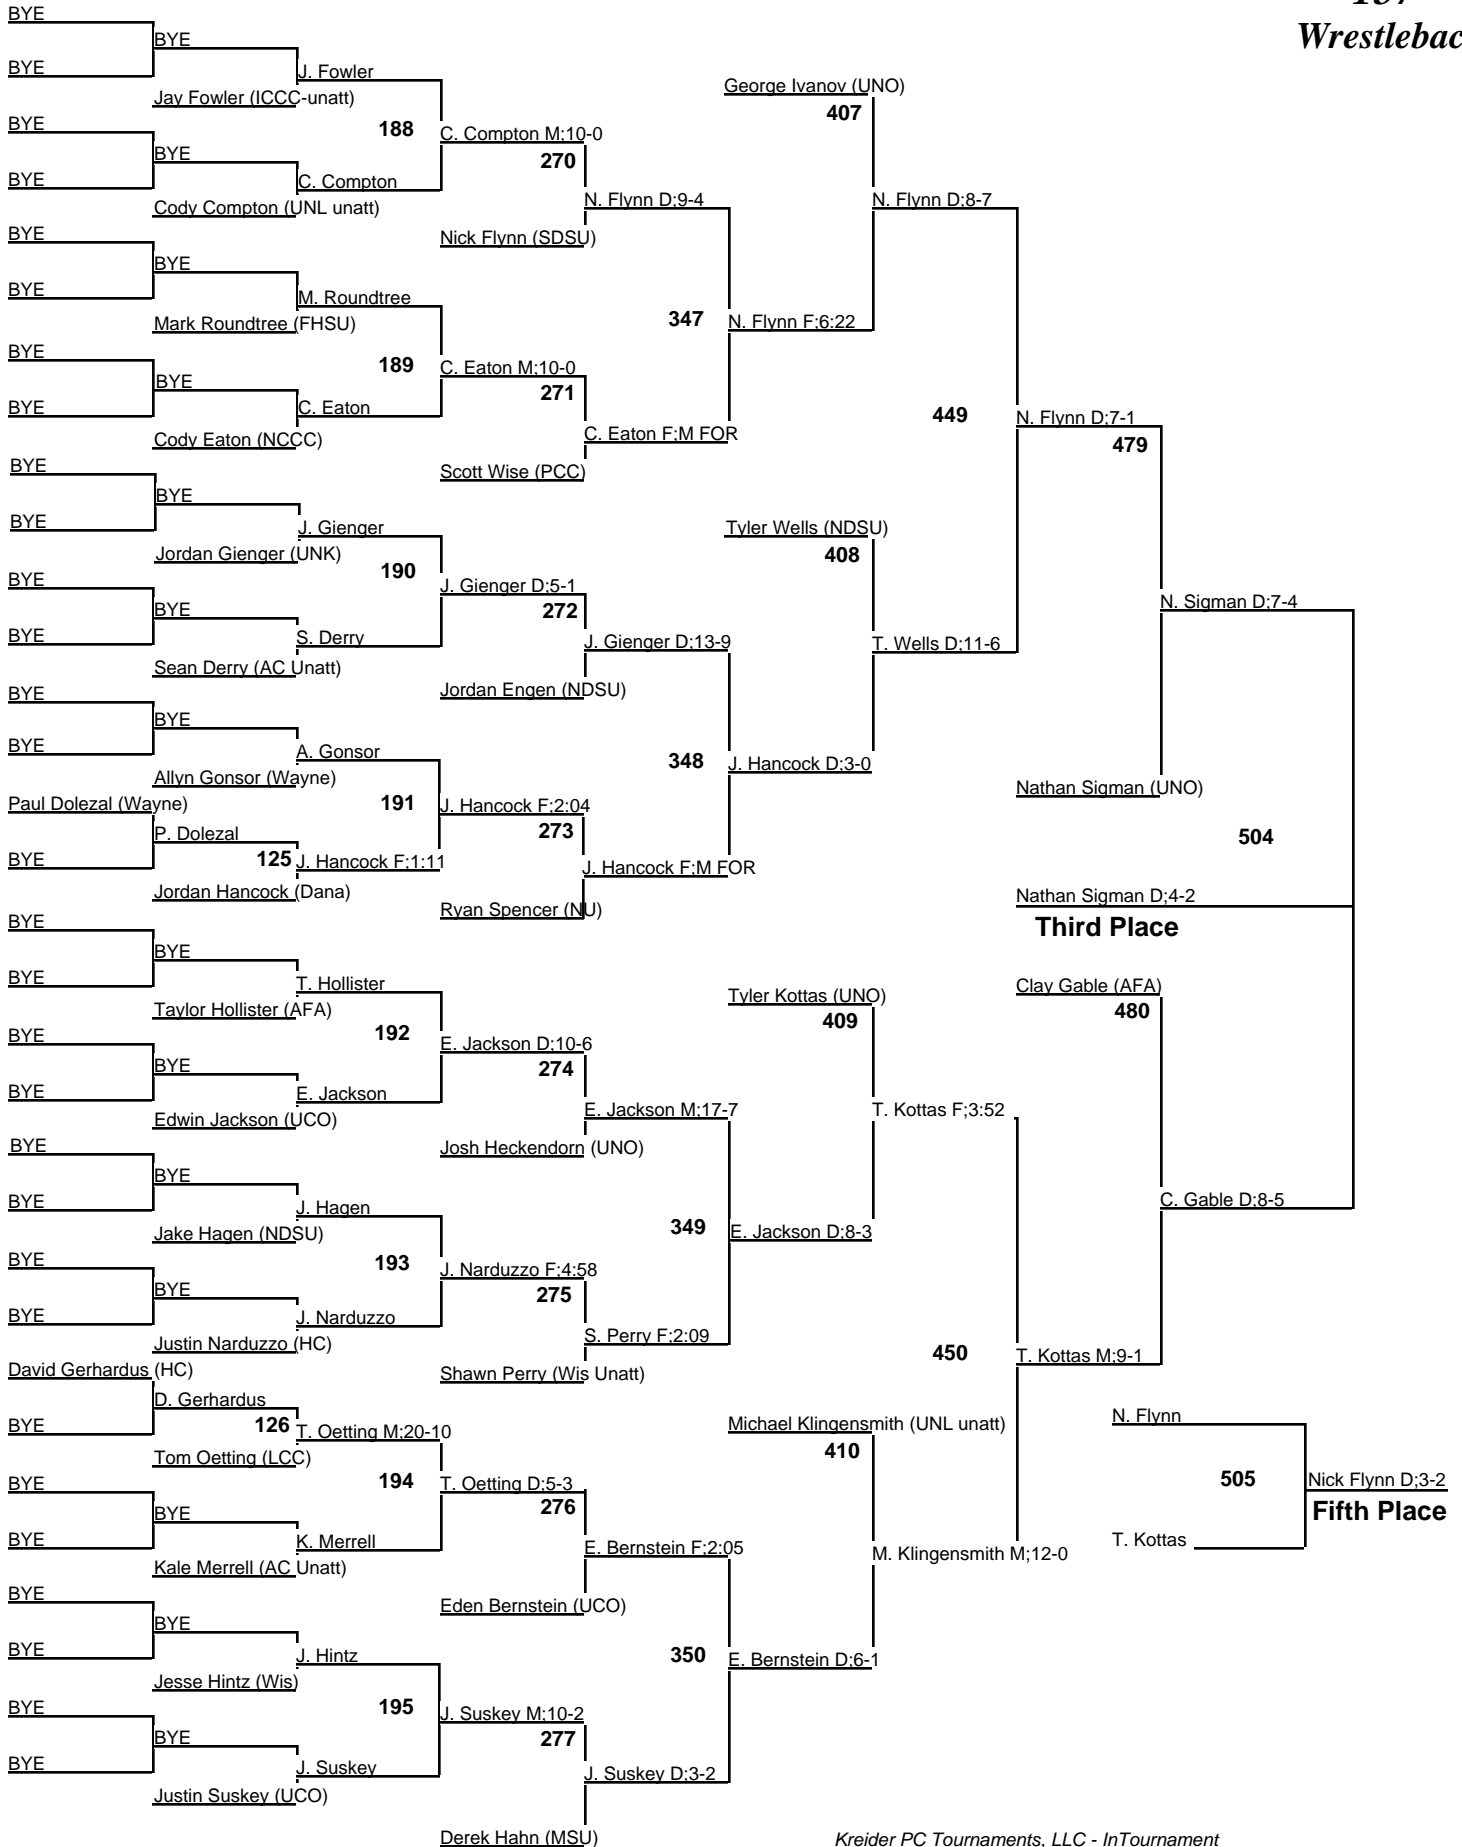 BYE
Wrestlebac
BYE
BYE
J. Fowler
BYE
George Ivanov (UNO)
Jay Fowler (ICCC-unatt)
407
BYE
188
C. Compton M;10-0
BYE
270
BYE
C. Compton
N. Flynn D;9-4
N. Flynn D;8-7
Cody Compton (UNL unatt)
BYE
Nick Flynn (SDSU)
BYE
BYE
M. Roundtree
347
N. Flynn F;6:22
Mark Roundtree (FHSU)
BYE
189
C. Eaton M;10-0
BYE
271
BYE
C. Eaton
449
N. Flynn D;7-1
Cody Eaton (NCCC)
C. Eaton F;M FOR
479
BYE
Scott Wise (PCC)
BYE
BYE
J. Gienger
Tyler Wells (NDSU)
Jordan Gienger (UNK)
408
190
BYE
J. Gienger D;5-1
N. Sigman D;7-4
BYE
272
BYE
S. Derry
J. Gienger D;13-9
T. Wells D;11-6
Sean Derry (AC Unatt)
BYE
Jordan Engen (NDSU)
BYE
BYE
A. Gonsor
348
J. Hancock D;3-0
Allyn Gonsor (Wayne)
Nathan Sigman (UNO)
Paul Dolezal (Wayne)
191
J. Hancock F;2:04
P. Dolezal
273
504
BYE
125
J. Hancock F;1:11
J. Hancock F;M FOR
Jordan Hancock (Dana)
Nathan Sigman D;4-2
Ryan Spencer (NU)
BYE
Third Place
BYE
BYE
T. Hollister
Tyler Kottas (UNO)
Clay Gable (AFA)
Taylor Hollister (AFA)
409
480
BYE
192
E. Jackson D;10-6
BYE
274
BYE
E. Jackson
E. Jackson M;17-7
T. Kottas F;3:52
Edwin Jackson (UCO)
BYE
Josh Heckendorn (UNO)
BYE
BYE
J. Hagen
C. Gable D;8-5
349
E. Jackson D;8-3
Jake Hagen (NDSU)
BYE
193
J. Narduzzo F;4:58
BYE
275
BYE
J. Narduzzo
S. Perry F;2:09
Justin Narduzzo (HC)
450
T. Kottas M;9-1
David Gerhardus (HC)
Shawn Perry (Wis Unatt)
D. Gerhardus
N. Flynn
BYE
126
T. Oetting M;20-10
Michael Klingensmith (UNL unatt)
Tom Oetting (LCC)
410
BYE
194
T. Oetting D;5-3
505
Nick Flynn D;3-2
276
Fifth Place
BYE
BYE
K. Merrell
E. Bernstein F;2:05
M. Klingensmith M;12-0
T. Kottas
Kale Merrell (AC Unatt)
BYE
Eden Bernstein (UCO)
BYE
BYE
J. Hintz
350
E. Bernstein D;6-1
Jesse Hintz (Wis)
BYE
195
J. Suskey M;10-2
BYE
277
BYE
J. Suskey
J. Suskey D;3-2
Justin Suskey (UCO)
Derek Hahn (MSU)
Kreider PC Tournaments, LLC - InTournament